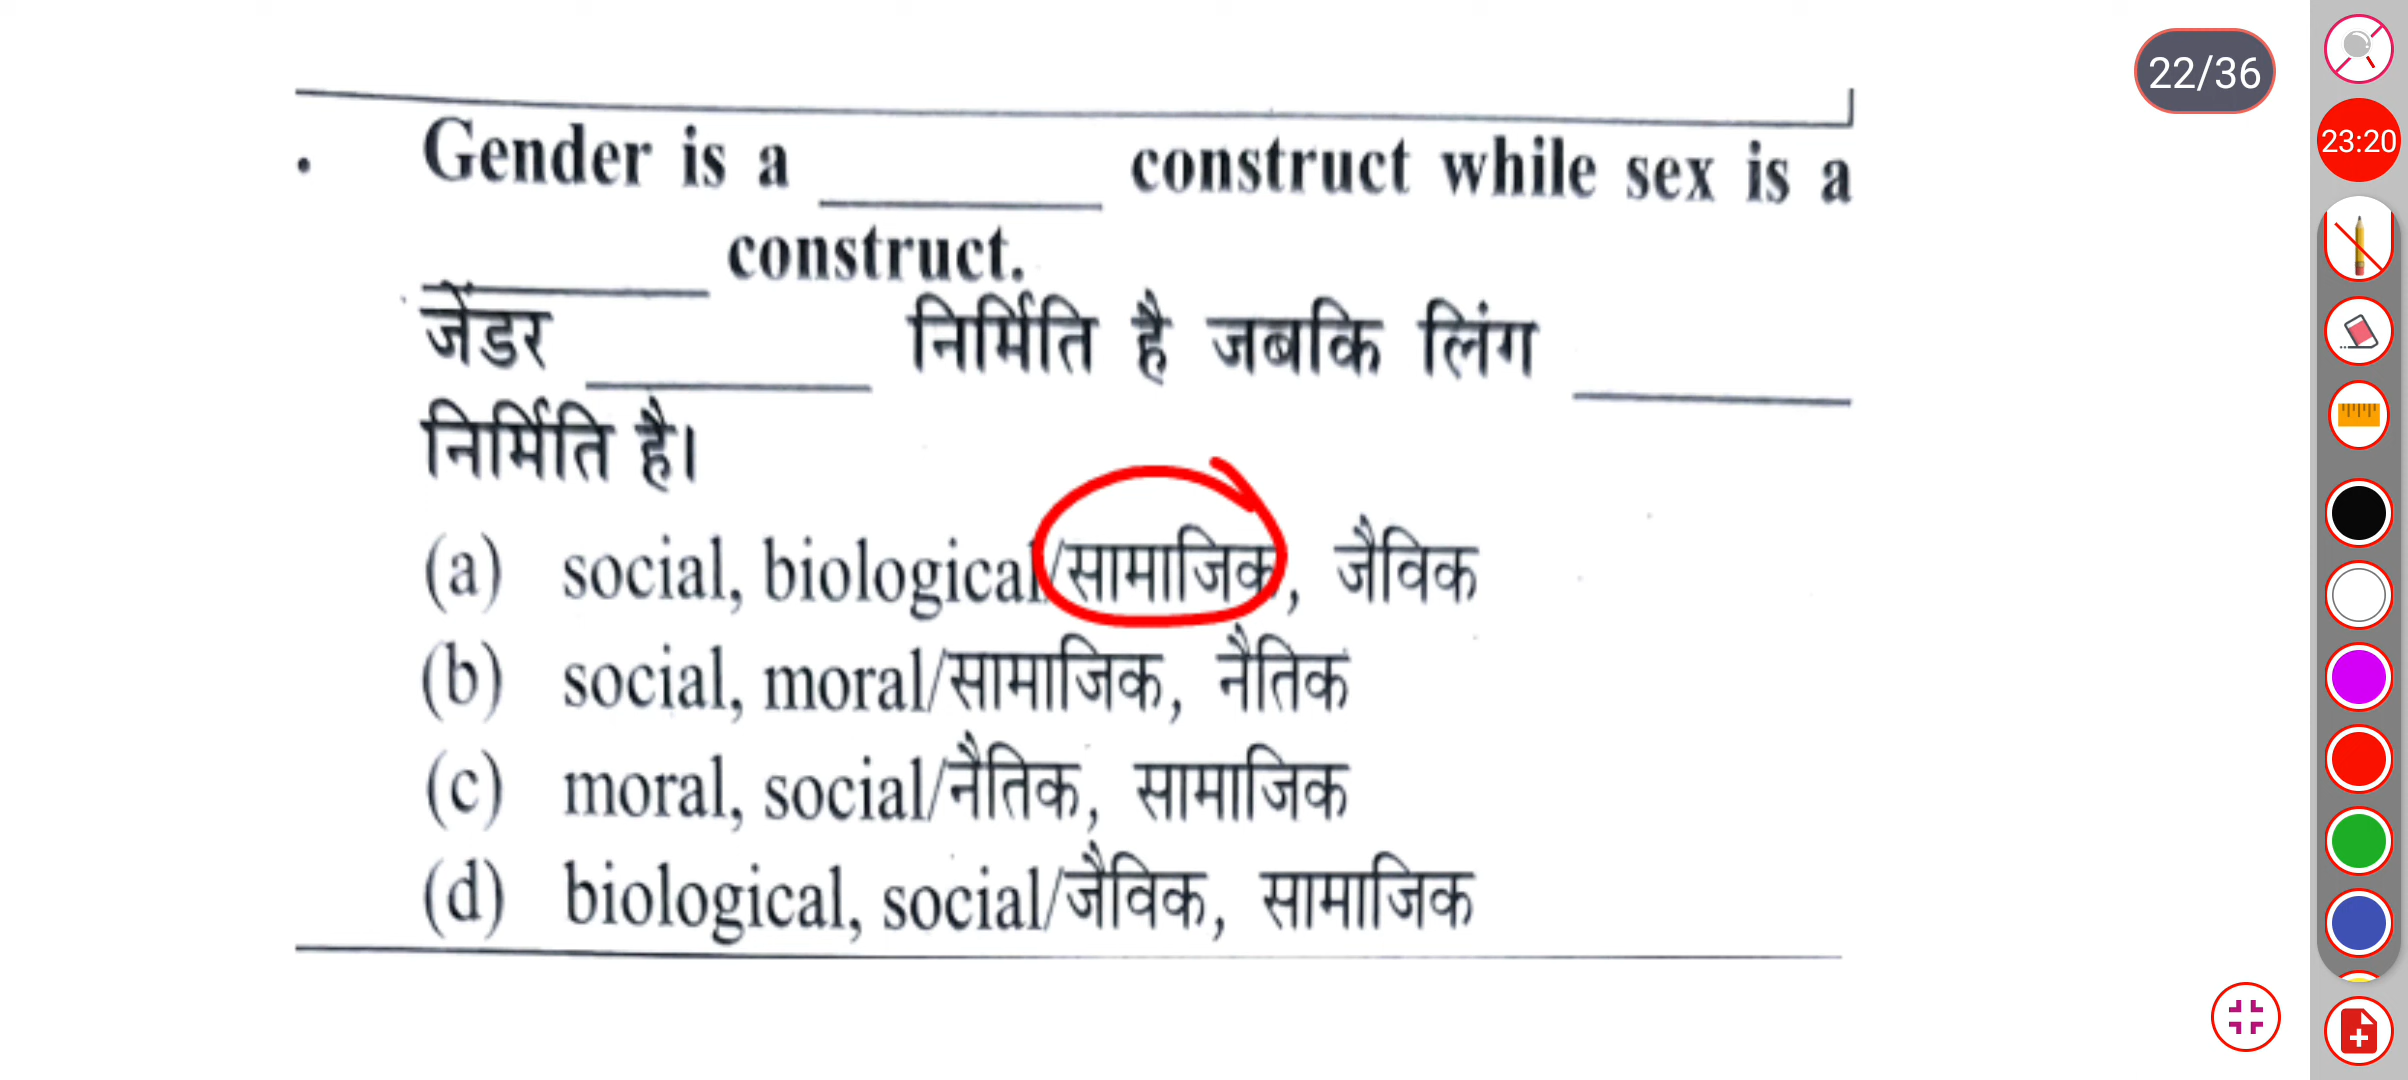 22/36
23:20
. Gender is a ________ construct while sex is a
________ construct.
जेंडर ________ निर्मिति है जबकि लिंग ________
निर्मिति है।
(a) social, biological/सामाजिक, जैविक
(b) social, moral/सामाजिक, नैतिक
(c) moral, social/नैतिक, सामाजिक
(d) biological, social/जैविक, सामाजिक